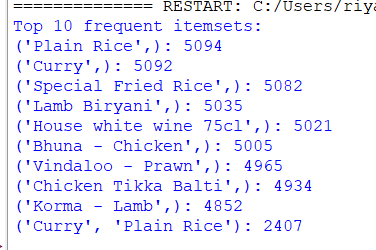 ============== RESTART: C:/Users/riya
Top 10 frequent itemsets:
('Plain Rice',): 5094
('Curry',): 5092
('Special Fried Rice',): 5082
('Lamb Biryani',): 5035
('House white wine 75cl',): 5021
('Bhuna - Chicken',): 5005
('Vindaloo - Prawn',): 4965
('Chicken Tikka Balti',): 4934
('Korma - Lamb',): 4852
('Curry', 'Plain Rice'): 2407